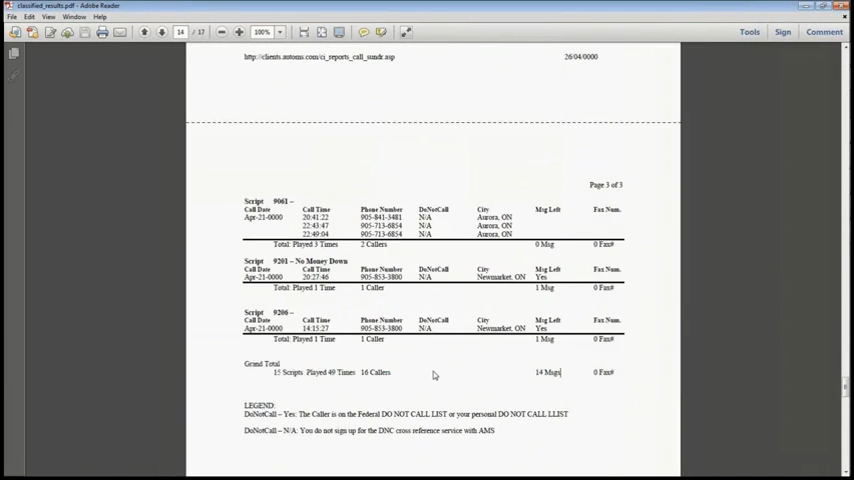 classified_results.pdf - Adobe Reader
File Edit View Window Help
14 / 17 100% Tools Sign Comment
http://clients.automs.com/ci_reports_call_sundr.asp 26/04/0000
Page 3 of 3
Script 9061 –
Call Date Call Time Phone Number DoNotCall City Msg Left Fax Num.
Apr-21-0000 20:41:22 905-841-3481 N/A Aurora, ON
22:43:47 905-713-6854 N/A Aurora, ON
22:49:04 905-713-6854 N/A Aurora, ON
Total: Played 3 Times 2 Callers 0 Msg 0 Fax#
Script 9201 – No Money Down
Call Date Call Time Phone Number DoNotCall City Msg Left Fax Num.
Apr-21-0000 20:27:46 905-853-3800 N/A Newmarket, ON Yes
Total: Played 1 Time 1 Caller 1 Msg 0 Fax#
Script 9206 –
Call Date Call Time Phone Number DoNotCall City Msg Left Fax Num.
Apr-21-0000 14:15:27 905-853-3800 N/A Newmarket, ON Yes
Total: Played 1 Time 1 Caller 1 Msg 0 Fax#
Grand Total
15 Scripts Played 49 Times 16 Callers 14 Msgs 0 Fax#
LEGEND:
DoNotCall – Yes: The Caller is on the Federal DO NOT CALL LIST or your personal DO NOT CALL LLIST
DoNotCall – N/A: You do not sign up for the DNC cross reference service with AMS